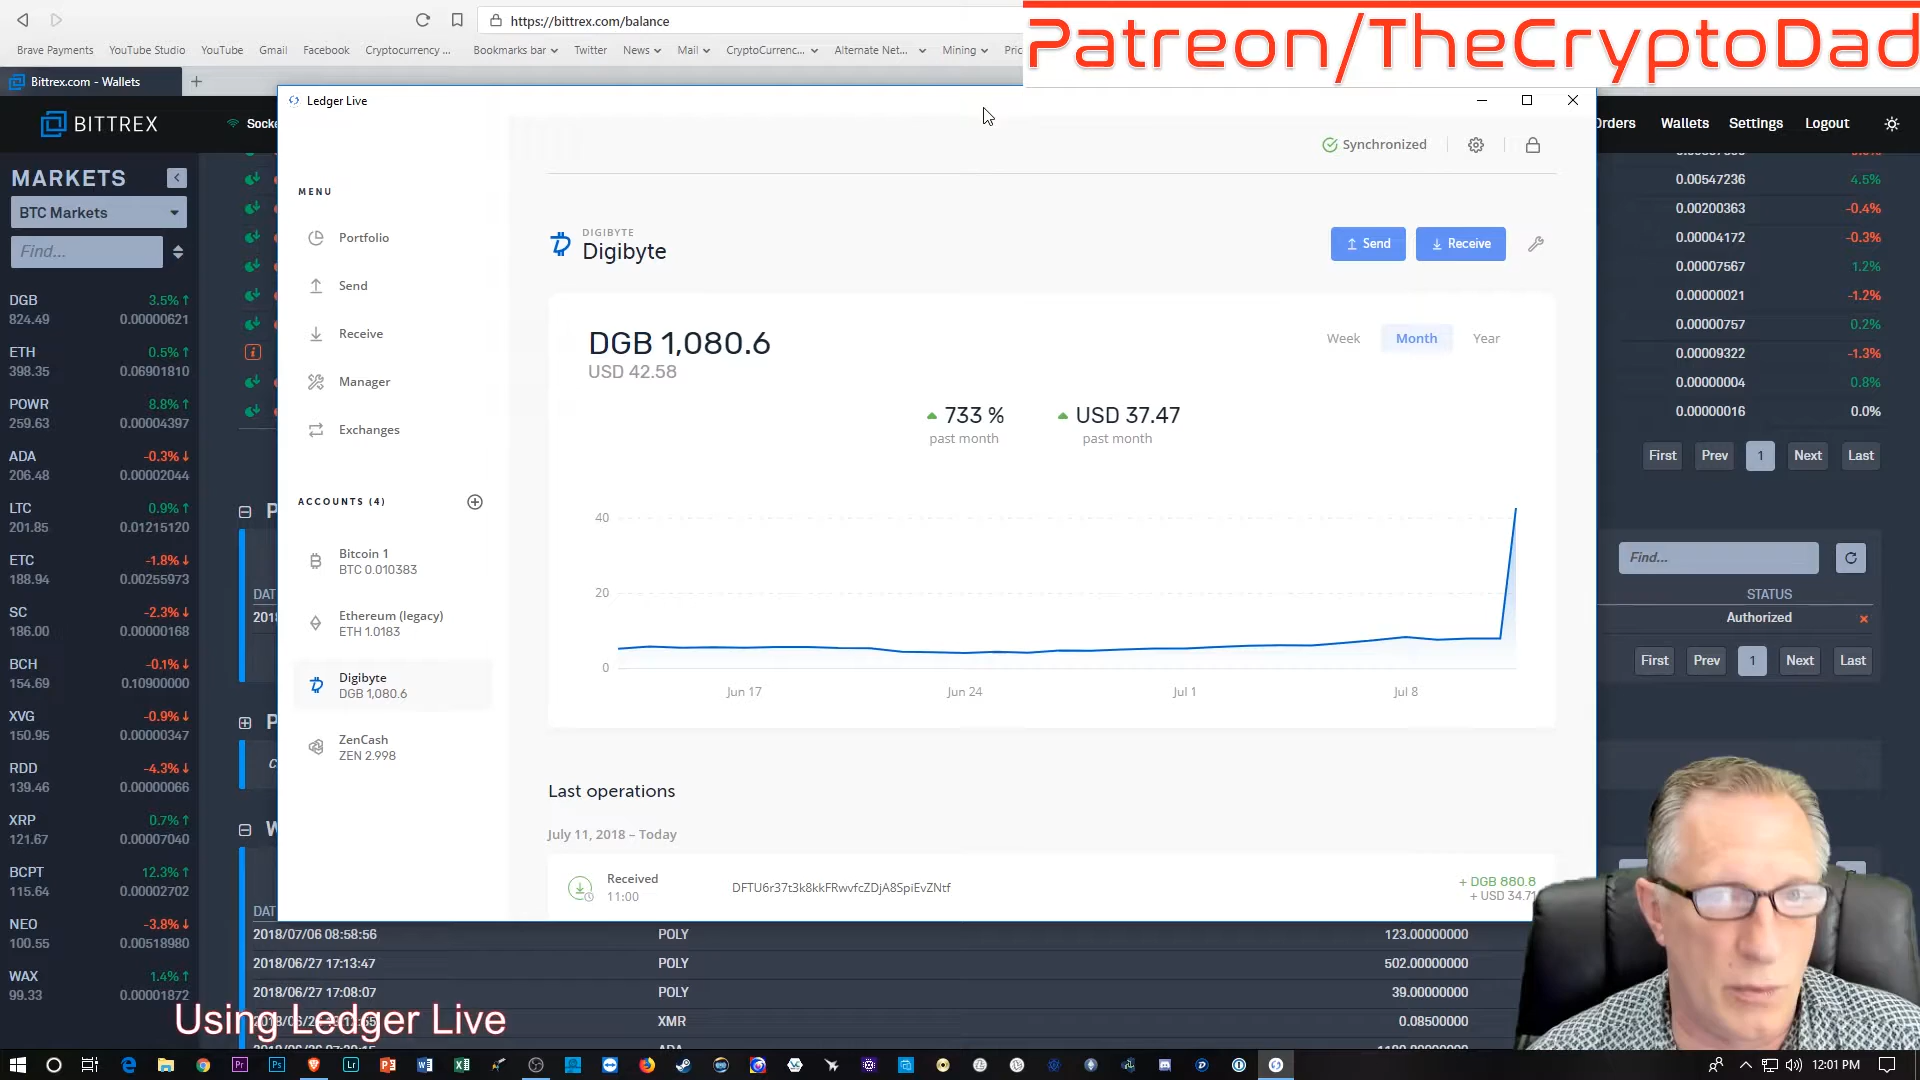 https://bittrex.com/balance
Patreon/TheCryptoDad
Brave Payments YouTube Studio YouTube Gmail Facebook Cryptocurrency ... Bookmarks bar Twitter News Mail CryptoCurrenc... Alternate Net... Mining
Bittrex.com - Wallets
Ledger Live
BITTREX
Orders Wallets Settings Logout
Synchronized
MENU
Portfolio
Send
Receive
Manager
Exchanges
ACCOUNTS (4)
Bitcoin 1
BTC 0.010383
Ethereum (legacy)
ETH 1.0183
Digibyte
DGB 1,080.6
ZenCash
ZEN 2.998
DIGIBYTE
Digibyte
Send Receive
DGB 1,080.6
USD 42.58
Week Month Year
733 % USD 37.47
past month past month
40
20
0
Jun 17 Jun 24 Jul 1 Jul 8
Last operations
July 11, 2018 – Today
Received
11:00
DFTU6r37t3k8kkFRwvfcZDjA8SpiEvZNtf
+ DGB 880.8
+ USD 34.71
MARKETS
BTC Markets
Find...
DGB 3.5% ↑
824.49 0.00000621
ETH 0.5% ↑
398.35 0.06901810
POWR 8.8% ↑
259.63 0.00004397
ADA -0.3% ↓
206.48 0.00002044
LTC 0.9% ↑
201.85 0.01215120
ETC -1.8% ↓
188.94 0.00255973
SC -2.3% ↓
186.00 0.00000168
BCH -0.1% ↓
154.69 0.10900000
XVG -0.9% ↓
150.95 0.00000347
RDD -4.3% ↓
139.46 0.00000066
XRP 0.7% ↑
121.67 0.00007040
BCPT 12.3% ↑
115.64 0.00002702
NEO -3.8% ↓
100.55 0.00518980
WAX 1.4% ↑
99.33 0.00001872
0.00547236 4.5%
0.00200363 -0.4%
0.00004172 -0.3%
0.00007567 1.2%
0.00000021 -1.2%
0.00000757 0.2%
0.00009322 -1.3%
0.00000004 0.8%
0.00000016 0.0%
First Prev 1 Next Last
Find...
STATUS
Authorized
First Prev 1 Next Last
2018/07/06 08:58:56 POLY 123.00000000
2018/06/27 17:13:47 POLY 502.00000000
2018/06/27 17:08:07 POLY 39.00000000
XMR 0.08500000
Using Ledger Live
12:01 PM